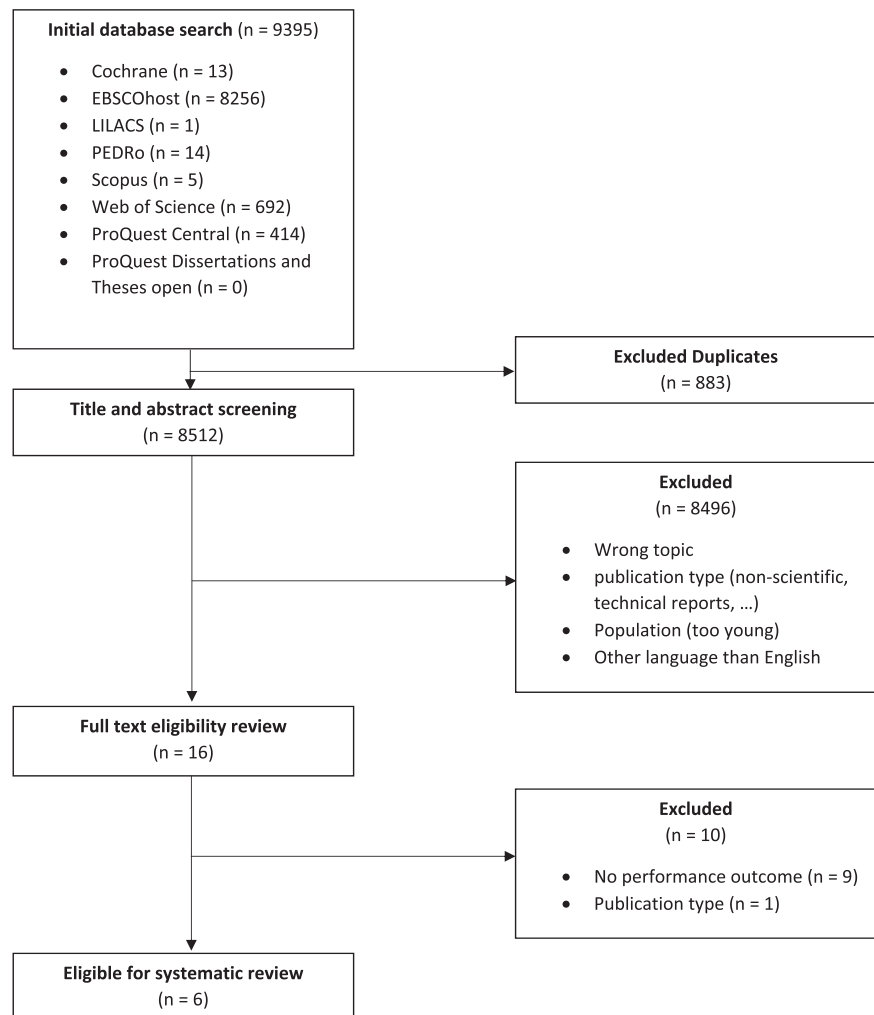 Initial database search (n = 9395)
• Cochrane (n = 13)
• EBSCOhost (n = 8256)
• LILACS (n = 1)
• PEDRo (n = 14)
• Scopus (n = 5)
• Web of Science (n = 692)
• ProQuest Central (n = 414)
• ProQuest Dissertations and
Theses open (n = 0)
Excluded Duplicates
(n = 883)
Title and abstract screening
(n = 8512)
Excluded
(n = 8496)
• Wrong topic
• publication type (non-scientific,
technical reports, …)
• Population (too young)
• Other language than English
Full text eligibility review
(n = 16)
Excluded
(n = 10)
• No performance outcome (n = 9)
• Publication type (n = 1)
Eligible for systematic review
(n = 6)